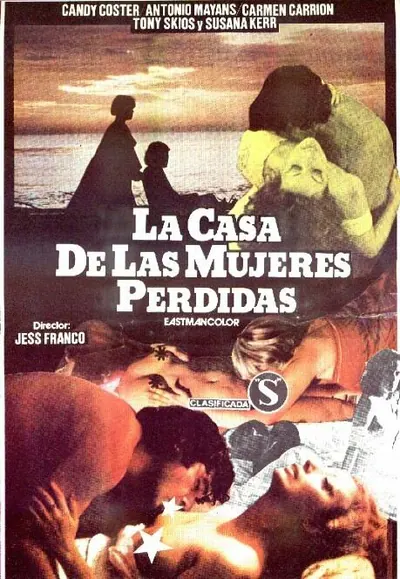 CANDY COSTER/ANTONIO MAYANS/CARMEN CARRION
TONY SKIOS y SUSANA KERR
LA CASA
DE LAS MUJERES
PERDIDAS
EASTMANCOLOR
Director:
JESS FRANCO
CLASIFICADA
"S"